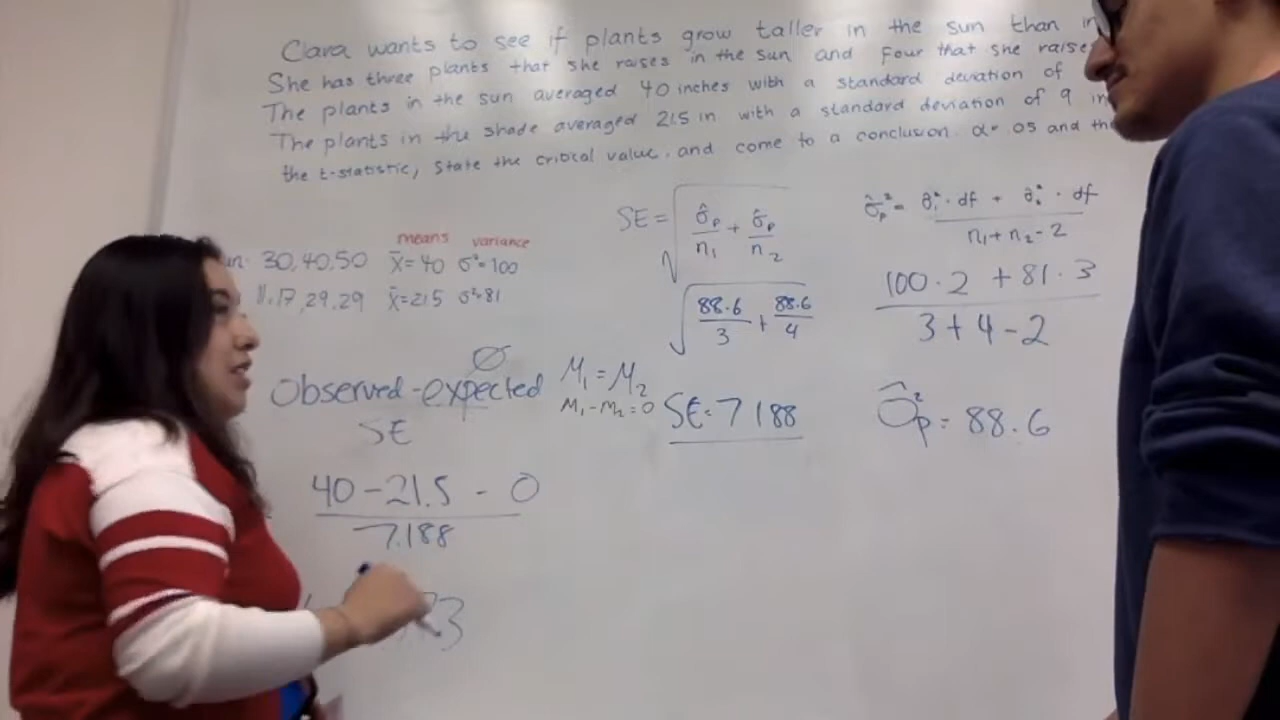 Clara wants to see if plants grow taller in the sun than in
She has three plants that she raises in the sun and four that she raises
The plants in the sun averaged 40 inches with a standard deviation of
The plants in the shade averaged 21.5 in with a standard deviation of 9 in
the t-statistic, state the critical value, and come to a conclusion. α= .05 and the
means variance
30, 40, 50 x̄=40 σ²=100
11, 17, 29, 29 x̄=21.5 σ²=81
Observed - expected
∅
SE
M₁ = M₂
M₁ - M₂ = 0
40 - 21.5 - 0
7.188
SE = √ σ̂p/n₁ + σ̂p/n₂
√ 88.6/3 + 88.6/4
SE = 7.188
σ̂p² = σ̂₁² · df + σ̂₂² · df
n₁ + n₂ - 2
100 · 2 + 81 · 3
3 + 4 - 2
σ̂p² = 88.6